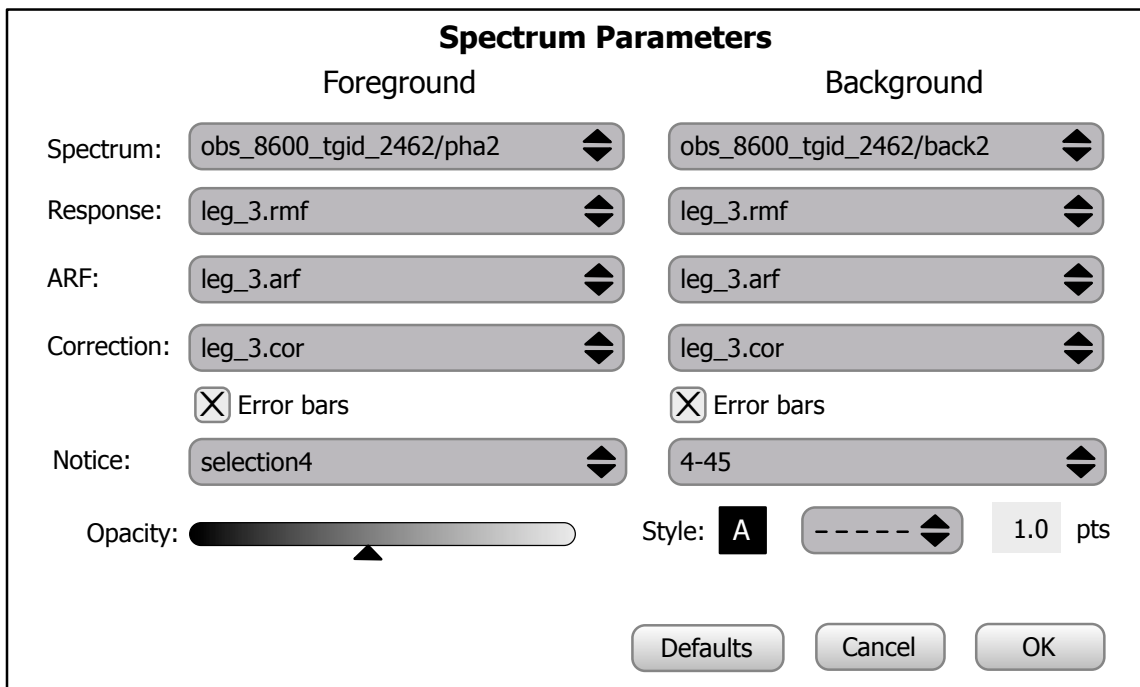 Spectrum Parameters
Foreground Background
Spectrum: obs_8600_tgid_2462/pha2 obs_8600_tgid_2462/back2
Response: leg_3.rmf leg_3.rmf
ARF: leg_3.arf leg_3.arf
Correction: leg_3.cor leg_3.cor
X Error bars X Error bars
Notice: selection4 4-45
Opacity: Style: A ----- 1.0 pts
Defaults Cancel OK